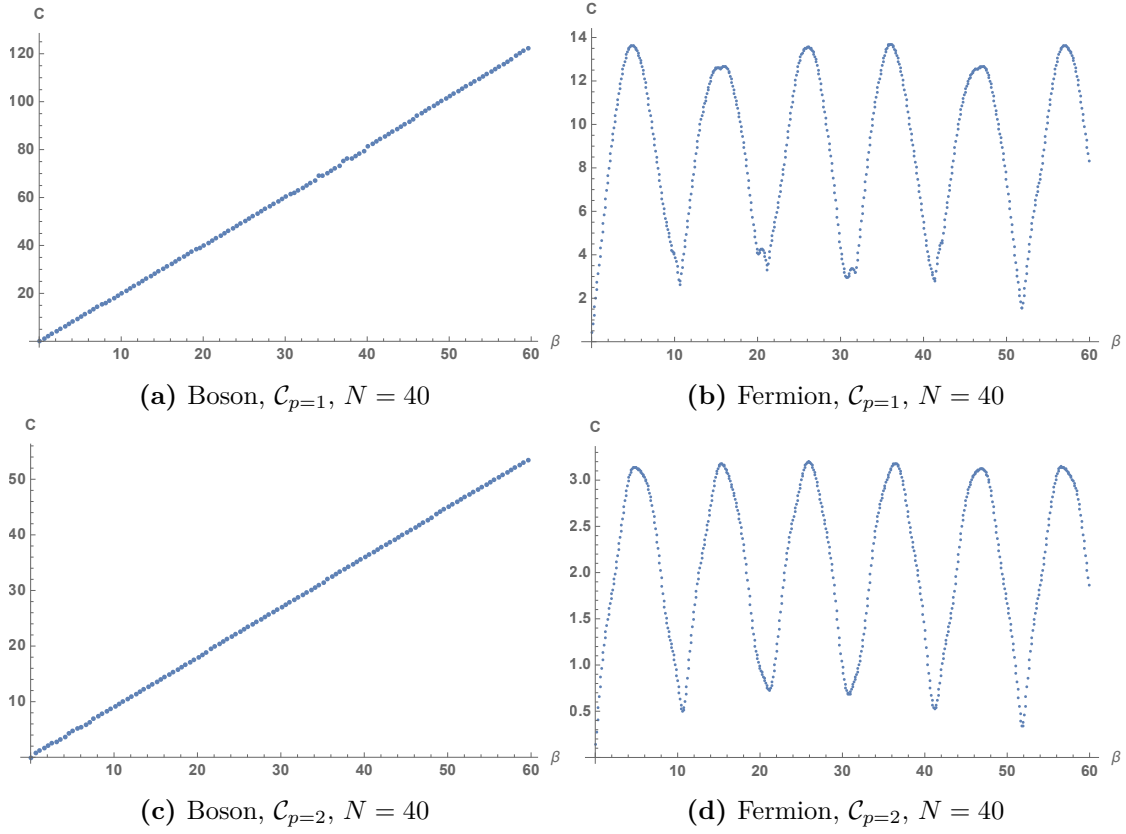 C
120
100
80
60
40
20
10 20 30 40 50 60 β
(a) Boson, 𝒞p=1, N = 40
C
14
12
10
8
6
4
2
10 20 30 40 50 60 β
(b) Fermion, 𝒞p=1, N = 40
C
50
40
30
20
10
10 20 30 40 50 60 β
(c) Boson, 𝒞p=2, N = 40
C
3.0
2.5
2.0
1.5
1.0
0.5
10 20 30 40 50 60 β
(d) Fermion, 𝒞p=2, N = 40